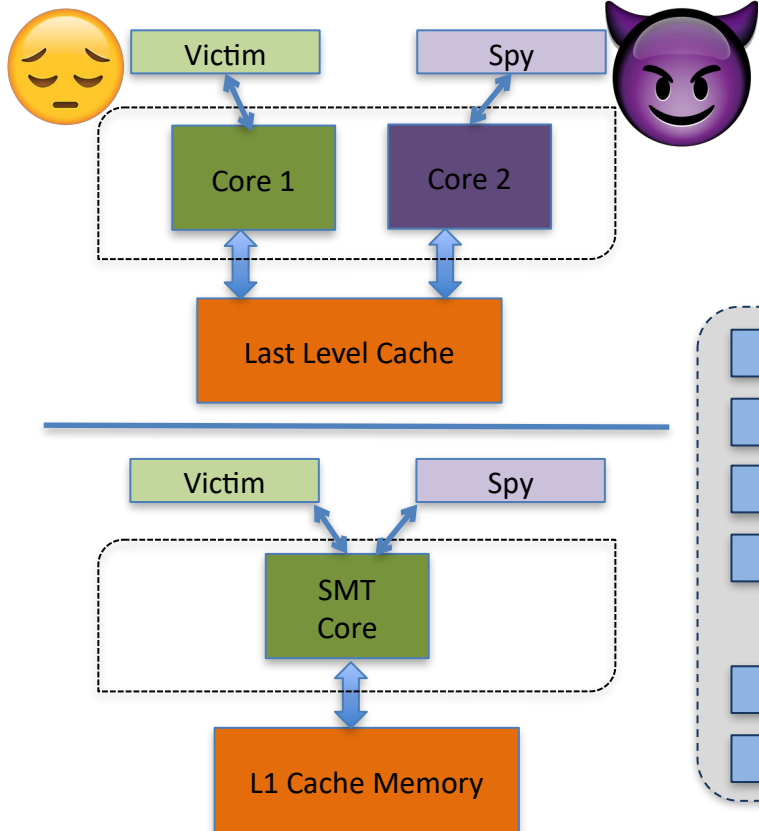 Victim
Spy
Core 1
Core 2
Last Level Cache
Victim
Spy
SMT
Core
L1 Cache Memory